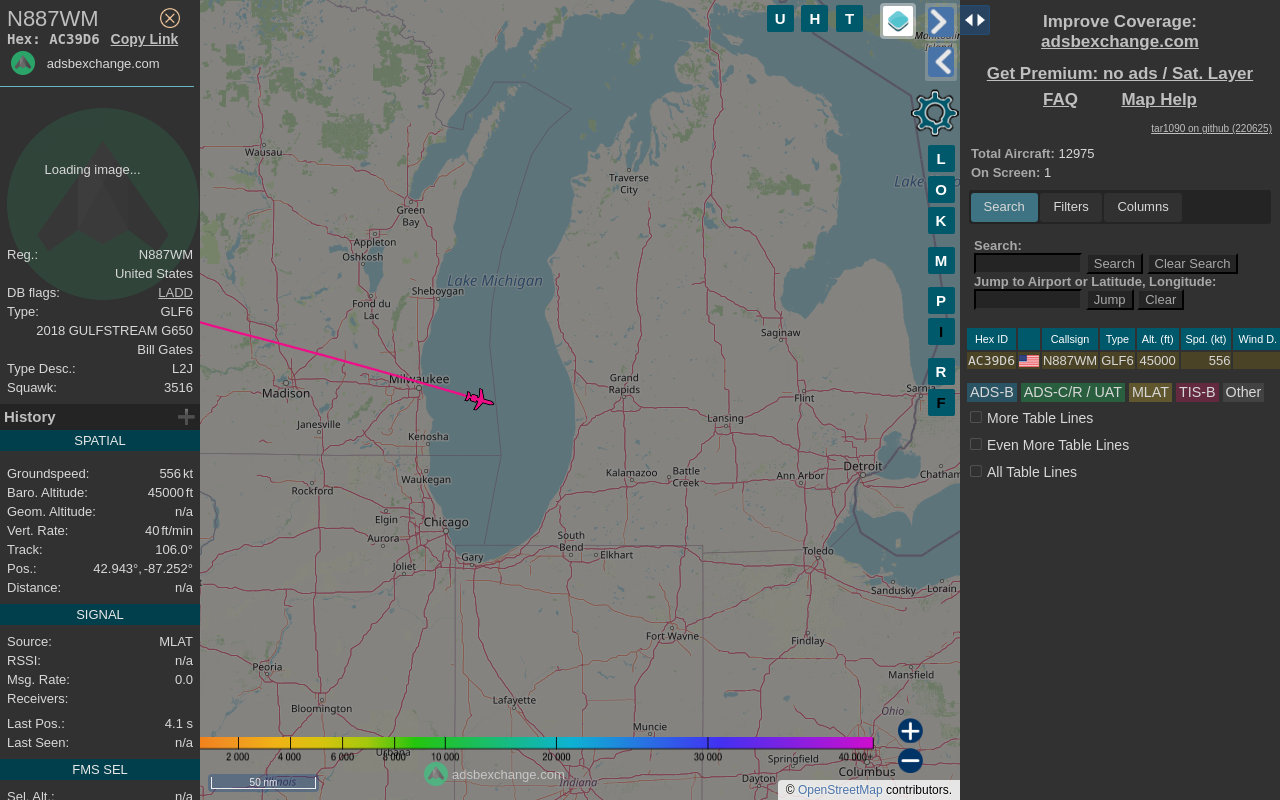 N887WM
Hex: AC39D6 Copy Link
adsbexchange.com
Loading image...
Reg.: N887WM
United States
DB flags: LADD
Type: GLF6
2018 GULFSTREAM G650
Bill Gates
Type Desc.: L2J
Squawk: 3516
History
SPATIAL
Groundspeed: 556 kt
Baro. Altitude: 45000 ft
Geom. Altitude: n/a
Vert. Rate: 40 ft/min
Track: 106.0°
Pos.: 42.943°, -87.252°
Distance: n/a
SIGNAL
Source: MLAT
RSSI: n/a
Msg. Rate: 0.0
Receivers:
Last Pos.: 4.1 s
Last Seen: n/a
FMS SEL
Sel. Alt.: n/a
U H T
L
O
K
M
P
I
R
F
Wausau
Traverse
City
Green
Bay
Appleton
Oshkosh
Lake Michigan
Sheboygan
Fond du
Lac
Saginaw
Milwaukee
Madison
Grand
Rapids
Flint
Lansing
Janesville
Kenosha
Waukegan
Kalamazoo
Battle
Creek
Ann Arbor
Detroit
Chatham
Rockford
Elgin
Chicago
Aurora
Joliet
Gary
South
Bend
Elkhart
Toledo
Sandusky
Lorain
Fort Wayne
Findlay
Peoria
Mansfield
Lafayette
Bloomington
Ohio
Muncie
Urbana
Springfield
Columbus
Dayton
Indiana
2 000 4 000 6 000 8 000 10 000 20 000 30 000 40 000+
50 nm
adsbexchange.com
© OpenStreetMap contributors.
Improve Coverage:
adsbexchange.com
Get Premium: no ads / Sat. Layer
FAQ Map Help
tar1090 on github (220625)
Total Aircraft: 12975
On Screen: 1
Search Filters Columns
Search:
Search Clear Search
Jump to Airport or Latitude, Longitude:
Jump Clear
Hex ID Callsign Type Alt. (ft) Spd. (kt) Wind D.
AC39D6 N887WM GLF6 45000 556
ADS-B ADS-C/R / UAT MLAT TIS-B Other
More Table Lines
Even More Table Lines
All Table Lines